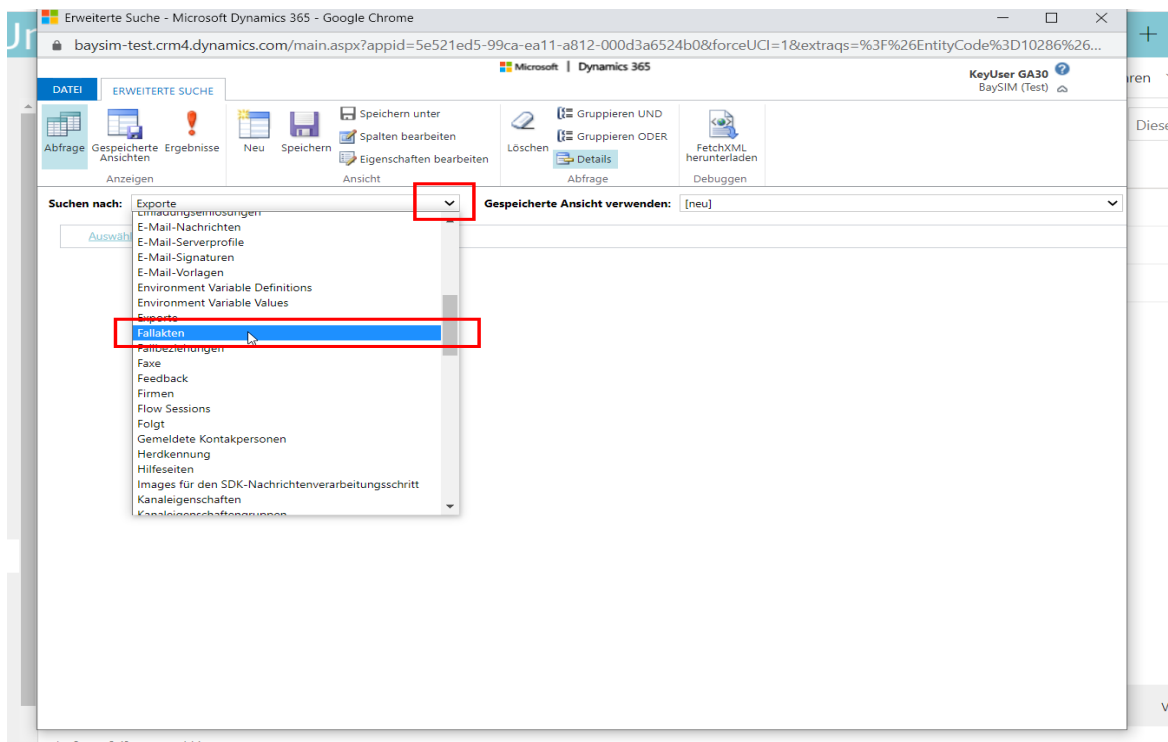 Erweiterte Suche - Microsoft Dynamics 365 - Google Chrome
baysim-test.crm4.dynamics.com/main.aspx?appid=5e521ed5-99ca-ea11-a812-000d3a6524b0&forceUCI=1&extraqs=%3F%26EntityCode%3D10286%26...
Microsoft | Dynamics 365
KeyUser GA30
BaySIM (Test)
DATEI
ERWEITERTE SUCHE
Abfrage
Gespeicherte Ansichten
Ergebnisse
Anzeigen
Neu
Speichern
Speichern unter
Spalten bearbeiten
Eigenschaften bearbeiten
Ansicht
Löschen
Gruppieren UND
Gruppieren ODER
Details
Abfrage
FetchXML herunterladen
Debuggen
Suchen nach: Exporte
Gespeicherte Ansicht verwenden: [neu]
Auswähl
Einladungseinlösungen
E-Mail-Nachrichten
E-Mail-Serverprofile
E-Mail-Signaturen
E-Mail-Vorlagen
Environment Variable Definitions
Environment Variable Values
Exporte
Fallakten
Fallbeziehungen
Faxe
Feedback
Firmen
Flow Sessions
Folgt
Gemeldete Kontakpersonen
Herdkennung
Hilfeseiten
Images für den SDK-Nachrichtenverarbeitungsschritt
Kanaleigenschaften
Kanaleigenschaftengruppen
ren
Diese